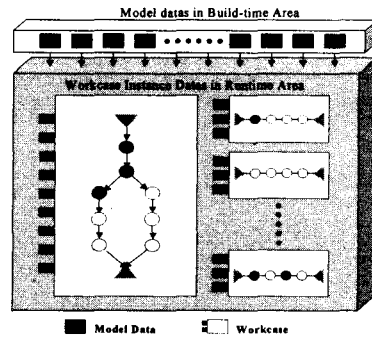 Model datas in Build-time Area
Workcase Instance Datas in Runtime Area
Model Data
Workcase